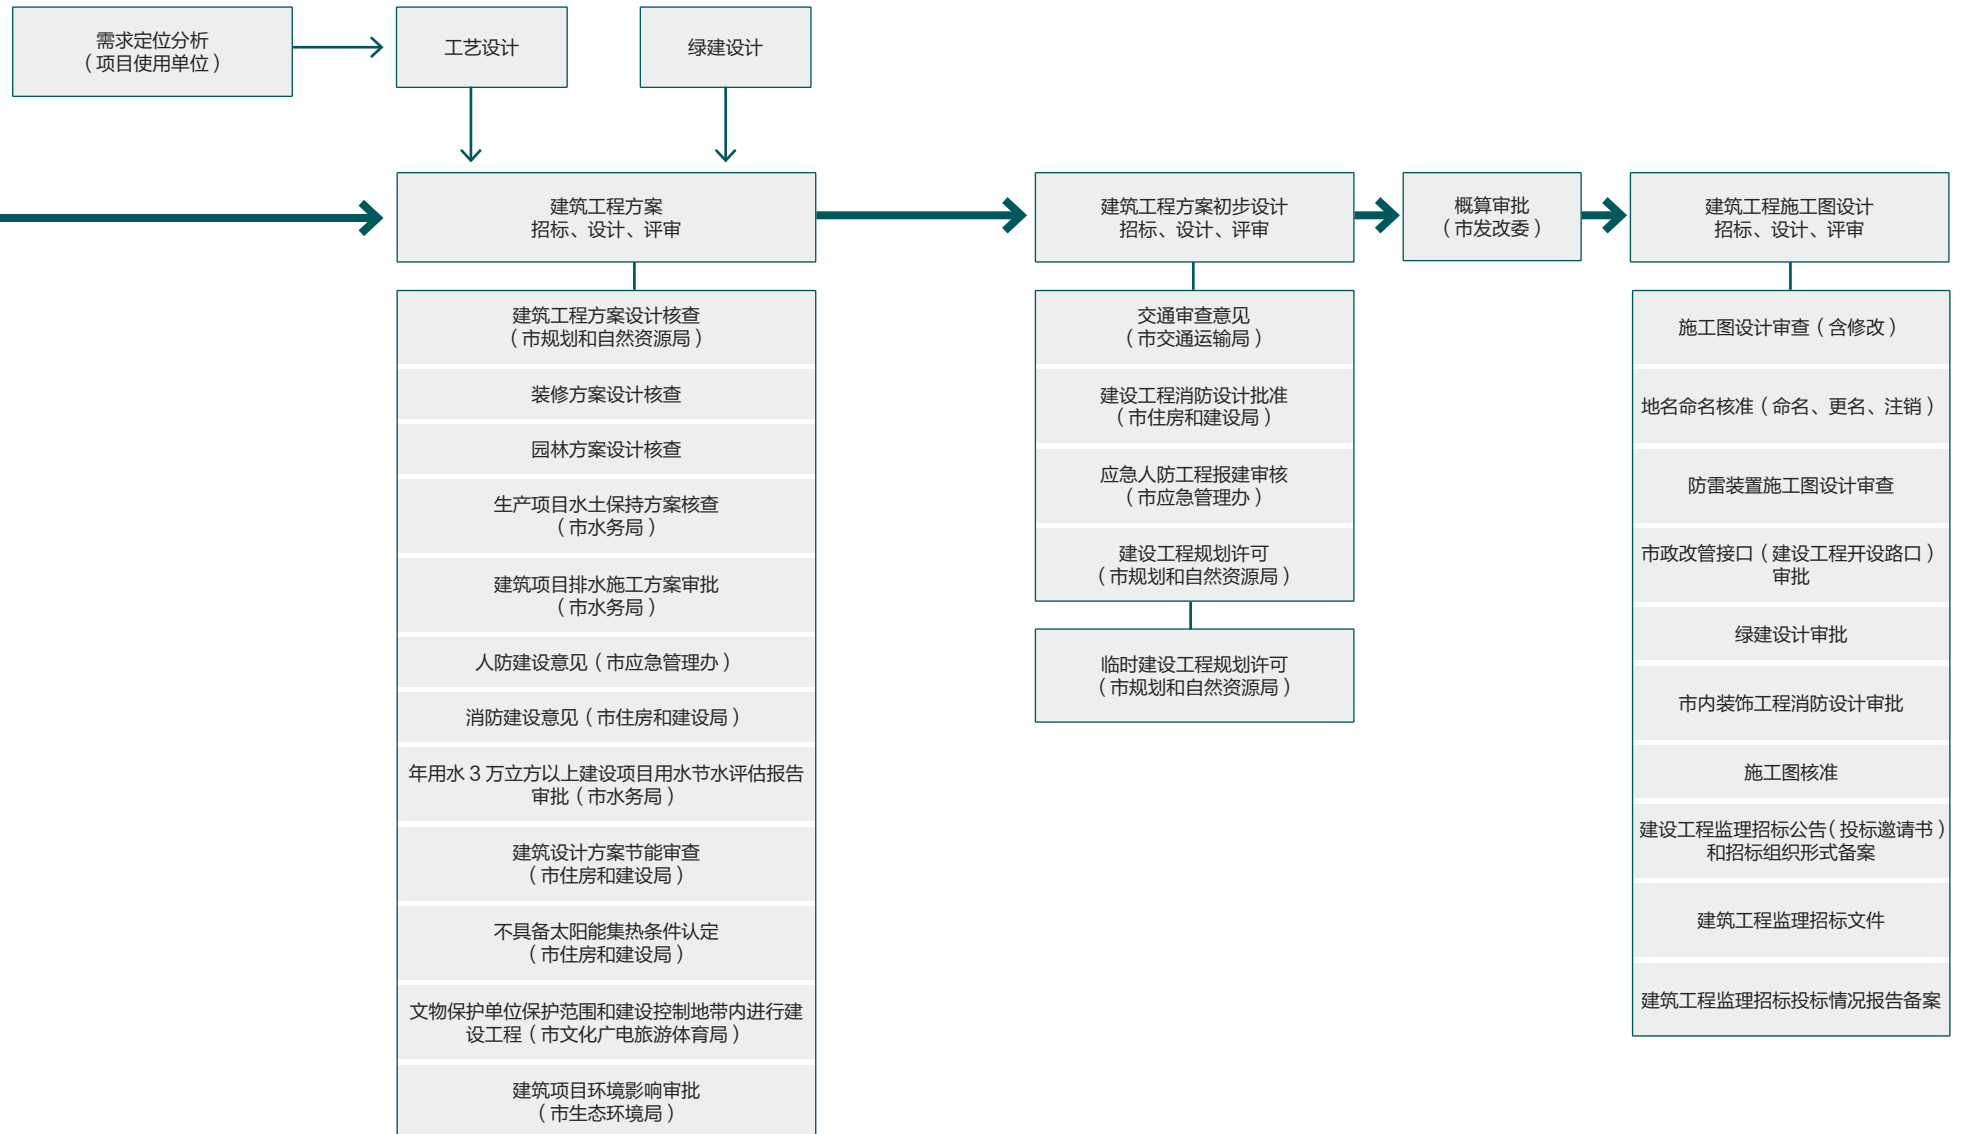 需求定位分析
（项目使用单位）
工艺设计
绿建设计
建筑工程方案
招标、设计、评审
建筑工程方案初步设计
招标、设计、评审
概算审批
（市发改委）
建筑工程施工图设计
招标、设计、评审
建筑工程方案设计核查
（市规划和自然资源局）
装修方案设计核查
园林方案设计核查
生产项目水土保持方案核查
（市水务局）
建筑项目排水施工方案审批
（市水务局）
人防建设意见（市应急管理办）
消防建设意见（市住房和建设局）
年用水 3 万立方以上建设项目用水节水评估报告
审批（市水务局）
建筑设计方案节能审查
（市住房和建设局）
不具备太阳能集热条件认定
（市住房和建设局）
文物保护单位保护范围和建设控制地带内进行建
设工程（市文化广电旅游体育局）
建筑项目环境影响审批
（市生态环境局）
交通审查意见
（市交通运输局）
建设工程消防设计批准
（市住房和建设局）
应急人防工程报建审核
（市应急管理办）
建设工程规划许可
（市规划和自然资源局）
临时建设工程规划许可
（市规划和自然资源局）
施工图设计审查（含修改）
地名命名核准（命名、更名、注销）
防雷装置施工图设计审查
市政改管接口（建设工程开设路口）
审批
绿建设计审批
市内装饰工程消防设计审批
施工图核准
建设工程监理招标公告（投标邀请书）
和招标组织形式备案
建筑工程监理招标文件
建筑工程监理招标投标情况报告备案